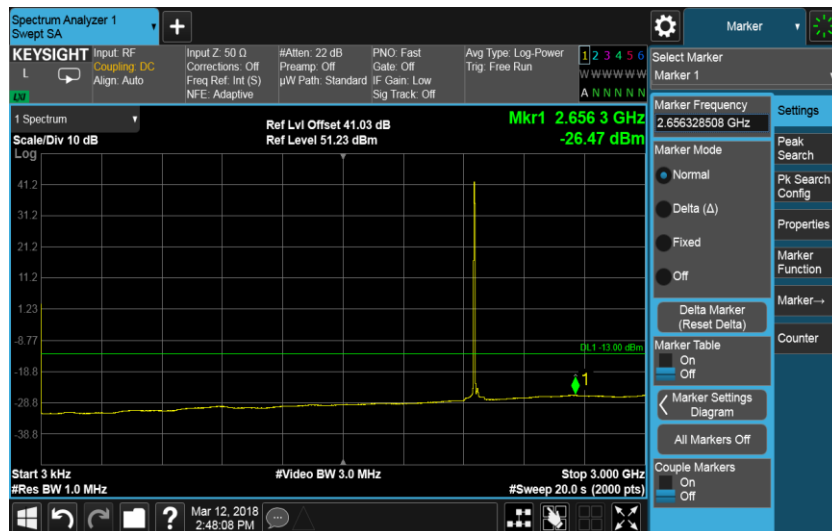 Spectrum Analyzer 1
Swept SA
+
Marker
KEYSIGHT
L
LXI
Input: RF
Coupling: DC
Align: Auto
Input Z: 50 Ω
Corrections: Off
Freq Ref: Int (S)
NFE: Adaptive
#Atten: 22 dB
Preamp: Off
µW Path: Standard
PNO: Fast
Gate: Off
IF Gain: Low
Sig Track: Off
Avg Type: Log-Power
Trig: Free Run
1 2 3 4 5 6
W W W W W W
A N N N N N
Select Marker
Marker 1
1 Spectrum
Scale/Div 10 dB
Log
Ref Lvl Offset 41.03 dB
Ref Level 51.23 dBm
Mkr1 2.656 3 GHz
-26.47 dBm
41.2
31.2
21.2
11.2
1.23
-8.77
-18.8
-28.8
-38.8
DL1 -13.00 dBm
1
Start 3 kHz
#Res BW 1.0 MHz
#Video BW 3.0 MHz
Stop 3.000 GHz
#Sweep 20.0 s (2000 pts)
Marker Frequency
2.656328508 GHz
Marker Mode
Normal
Delta (Δ)
Fixed
Off
Delta Marker
(Reset Delta)
Marker Table
On
Off
Marker Settings
Diagram
All Markers Off
Couple Markers
On
Off
Settings
Peak
Search
Pk Search
Config
Properties
Marker
Function
Marker→
Counter
?
Mar 12, 2018
2:48:08 PM